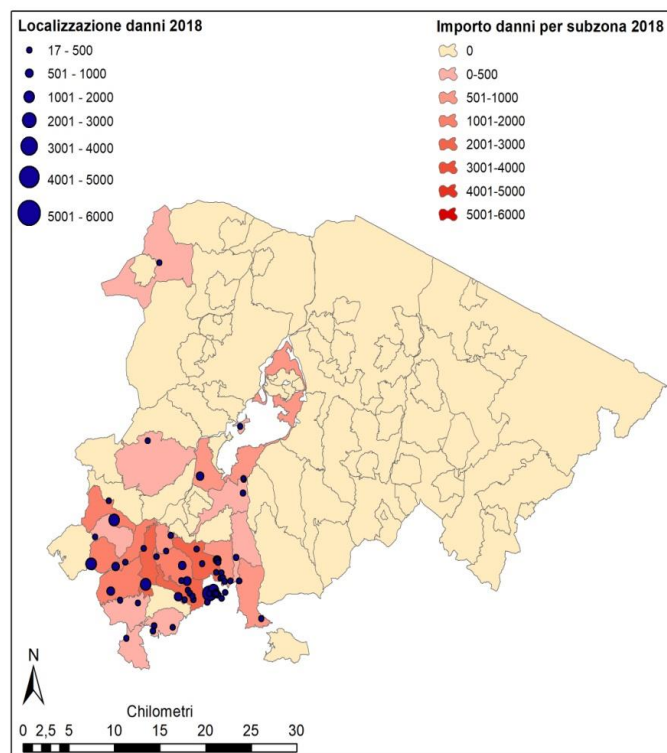 Localizzazione danni 2018
17 - 500
501 - 1000
1001 - 2000
2001 - 3000
3001 - 4000
4001 - 5000
5001 - 6000
Importo danni per subzona 2018
0
0-500
501-1000
1001-2000
2001-3000
3001-4000
4001-5000
5001-6000
N
Chilometri
0 2,5 5 10 15 20 25 30